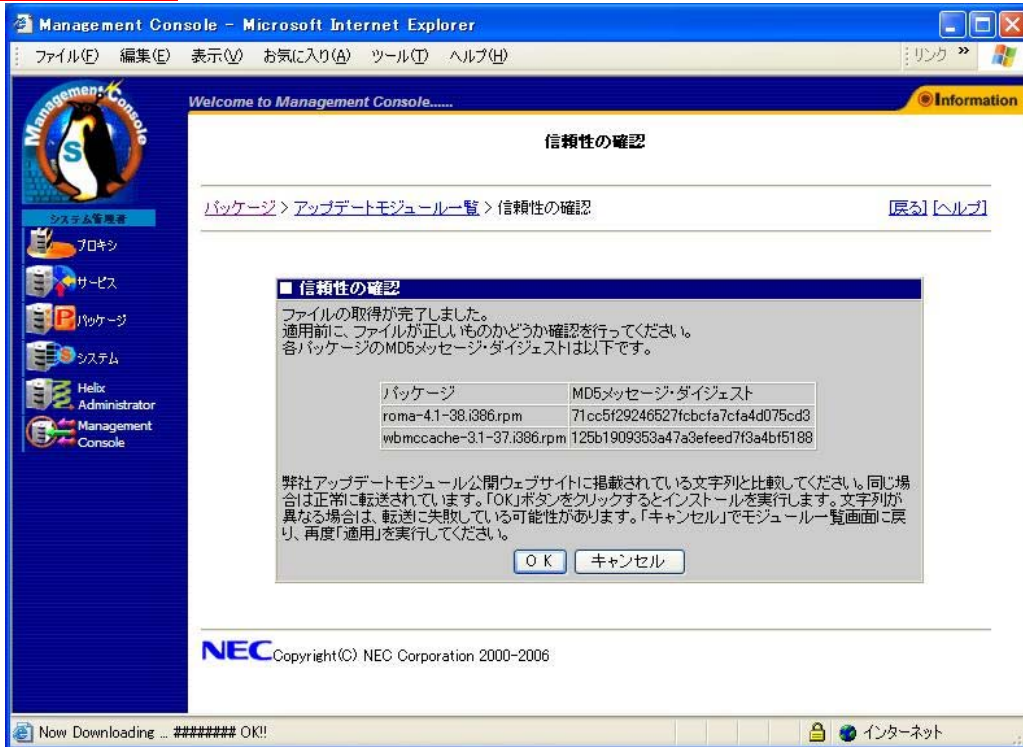 Management Console - Microsoft Internet Explorer
ファイル(F) 編集(E) 表示(V) お気に入り(A) ツール(T) ヘルプ(H)
リンク »
Management Console
S
Welcome to Management Console......
Information
信頼性の確認
パッケージ > アップデートモジュール一覧 > 信頼性の確認
[戻る] [ヘルプ]
システム管理者
プロキシ
サービス
パッケージ
システム
Helix
Administrator
Management
Console
■ 信頼性の確認
ファイルの取得が完了しました。
適用前に、ファイルが正しいものかどうか確認を行ってください。
各パッケージのMD5メッセージ・ダイジェストは以下です。
パッケージ MD5メッセージ・ダイジェスト
roma-4.1-38.i386.rpm 71cc5f29246527fcbcfa7cfa4d075cd3
wbmccache-3.1-37.i386.rpm 125b1909353a47a3efeed7f3a4bf5188
弊社アップデートモジュール公開ウェブサイトに掲載されている文字列と比較してください。同じ場
合は正常に転送されています。「OK」ボタンをクリックするとインストールを実行します。文字列が
異なる場合は、転送に失敗している可能性があります。「キャンセル」でモジュール一覧画面に戻
り、再度「適用」を実行してください。
OK キャンセル
NEC Copyright(C) NEC Corporation 2000-2006
Now Downloading ... ######## OK!!
インターネット